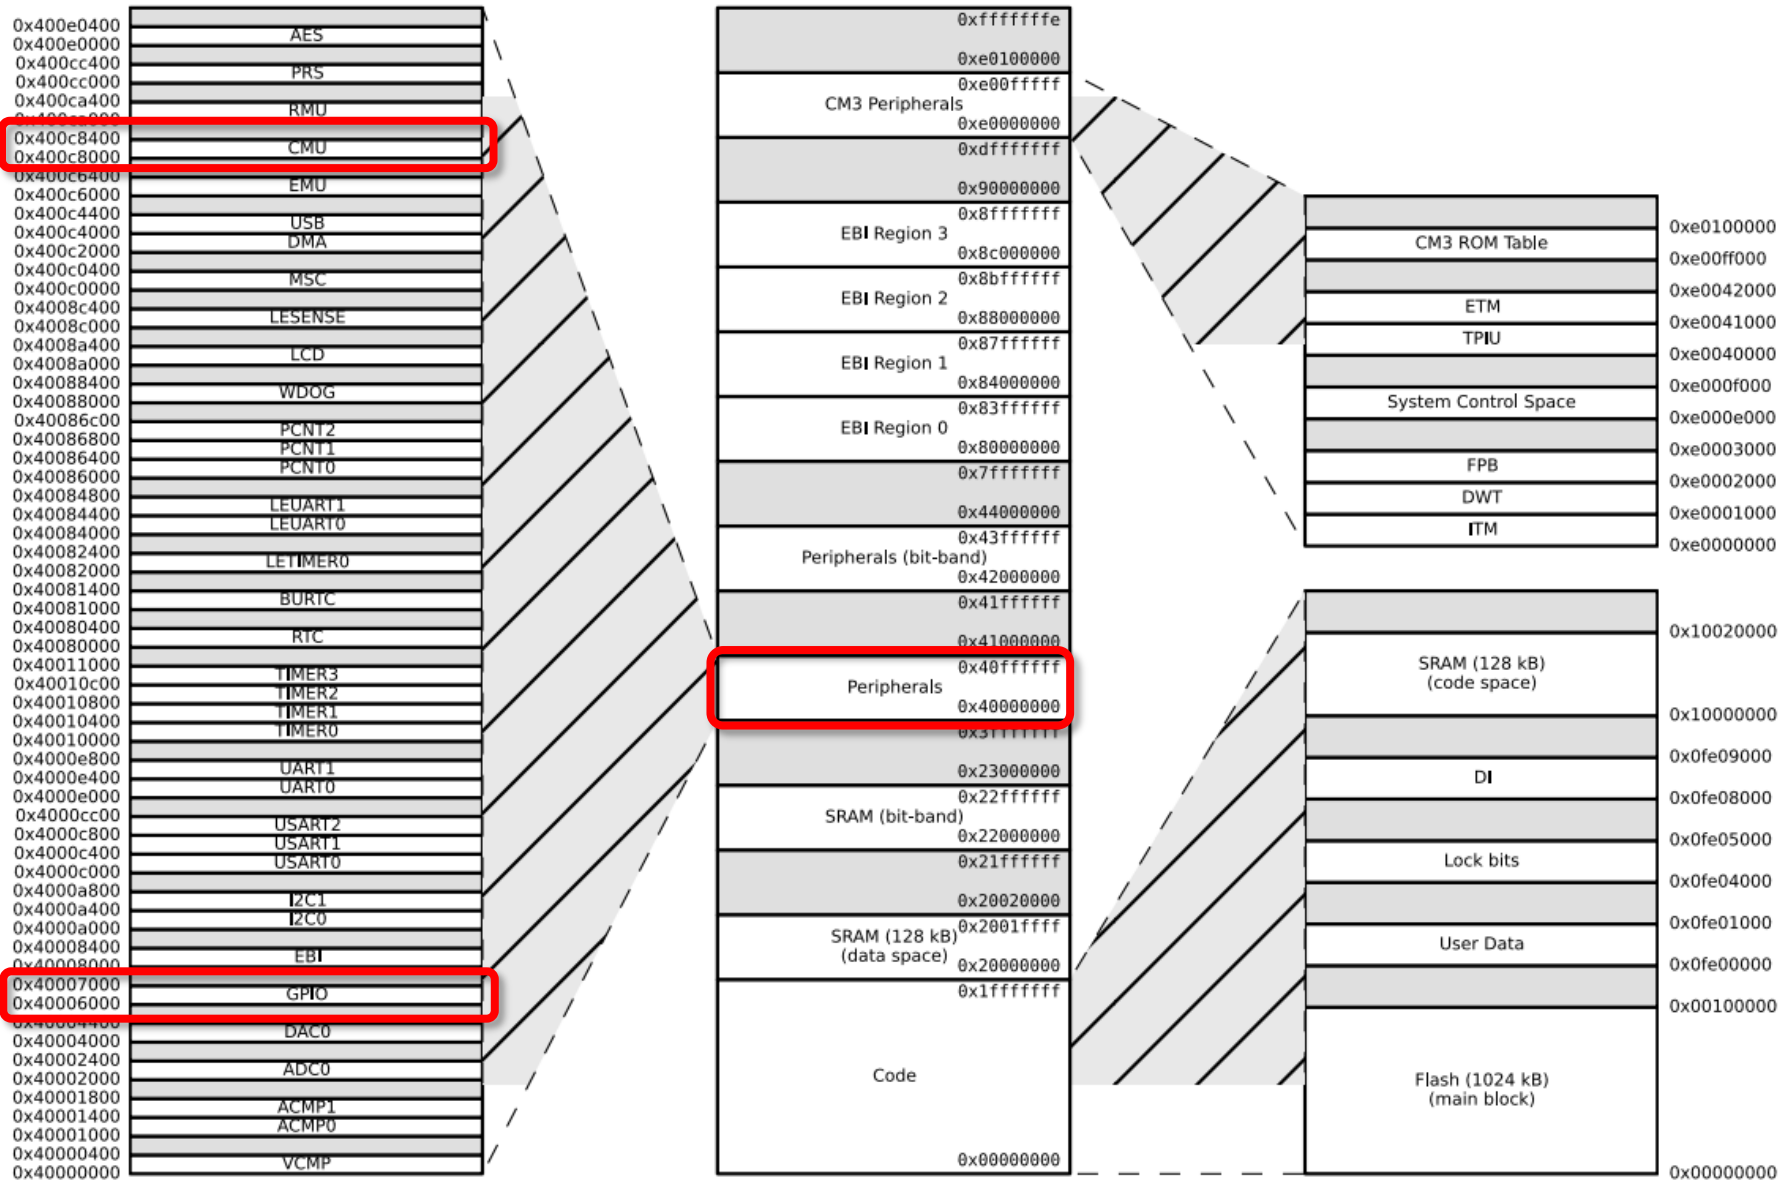 0x400e0400
AES
0x400e0000
0x400cc400
PRS
0x400cc000
0x400ca400
RMU
0x400ca000
0x400c8400
CMU
0x400c8000
0x400c6400
EMU
0x400c6000
0x400c4400
USB
0x400c4000
DMA
0x400c2000
0x400c0400
MSC
0x400c0000
0x4008c400
LESENSE
0x4008c000
0x4008a400
LCD
0x4008a000
0x40088400
WDOG
0x40088000
0x40086c00
PCNT2
0x40086800
PCNT1
0x40086400
PCNT0
0x40086000
0x40084800
LEUART1
0x40084400
LEUART0
0x40084000
0x40082400
LETIMER0
0x40082000
0x40081400
BURTC
0x40081000
0x40080400
RTC
0x40080000
0x40011000
TIMER3
0x40010c00
TIMER2
0x40010800
TIMER1
0x40010400
TIMER0
0x40010000
0x4000e800
UART1
0x4000e400
UART0
0x4000e000
0x4000cc00
USART2
0x4000c800
USART1
0x4000c400
USART0
0x4000c000
0x4000a800
I2C1
0x4000a400
I2C0
0x4000a000
0x40008400
EBI
0x40008000
0x40007000
GPIO
0x40006000
0x40004400
DAC0
0x40004000
0x40002400
ADC0
0x40002000
0x40001800
ACMP1
0x40001400
ACMP0
0x40001000
0x40000400
VCMP
0x40000000
0xfffffffe
0xe0100000
0xe00fffff
CM3 Peripherals
0xe0000000
0xdfffffff
0x90000000
0x8fffffff
EBI Region 3
0x8c000000
0x8bffffff
EBI Region 2
0x88000000
0x87ffffff
EBI Region 1
0x84000000
0x83ffffff
EBI Region 0
0x80000000
0x7fffffff
0x44000000
0x43ffffff
Peripherals (bit-band)
0x42000000
0x41ffffff
0x41000000
0x40ffffff
Peripherals
0x40000000
0x3fffffff
0x23000000
0x22ffffff
SRAM (bit-band)
0x22000000
0x21ffffff
0x20020000
0x2001ffff
SRAM (128 kB)
(data space)
0x20000000
0x1fffffff
Code
0x00000000
0xe0100000
CM3 ROM Table
0xe00ff000
0xe0042000
ETM
0xe0041000
TPIU
0xe0040000
0xe000f000
System Control Space
0xe000e000
0xe0003000
FPB
0xe0002000
DWT
0xe0001000
ITM
0xe0000000
0x10020000
SRAM (128 kB)
(code space)
0x10000000
0x0fe09000
DI
0x0fe08000
0x0fe05000
Lock bits
0x0fe04000
0x0fe01000
User Data
0x0fe00000
0x00100000
Flash (1024 kB)
(main block)
0x00000000